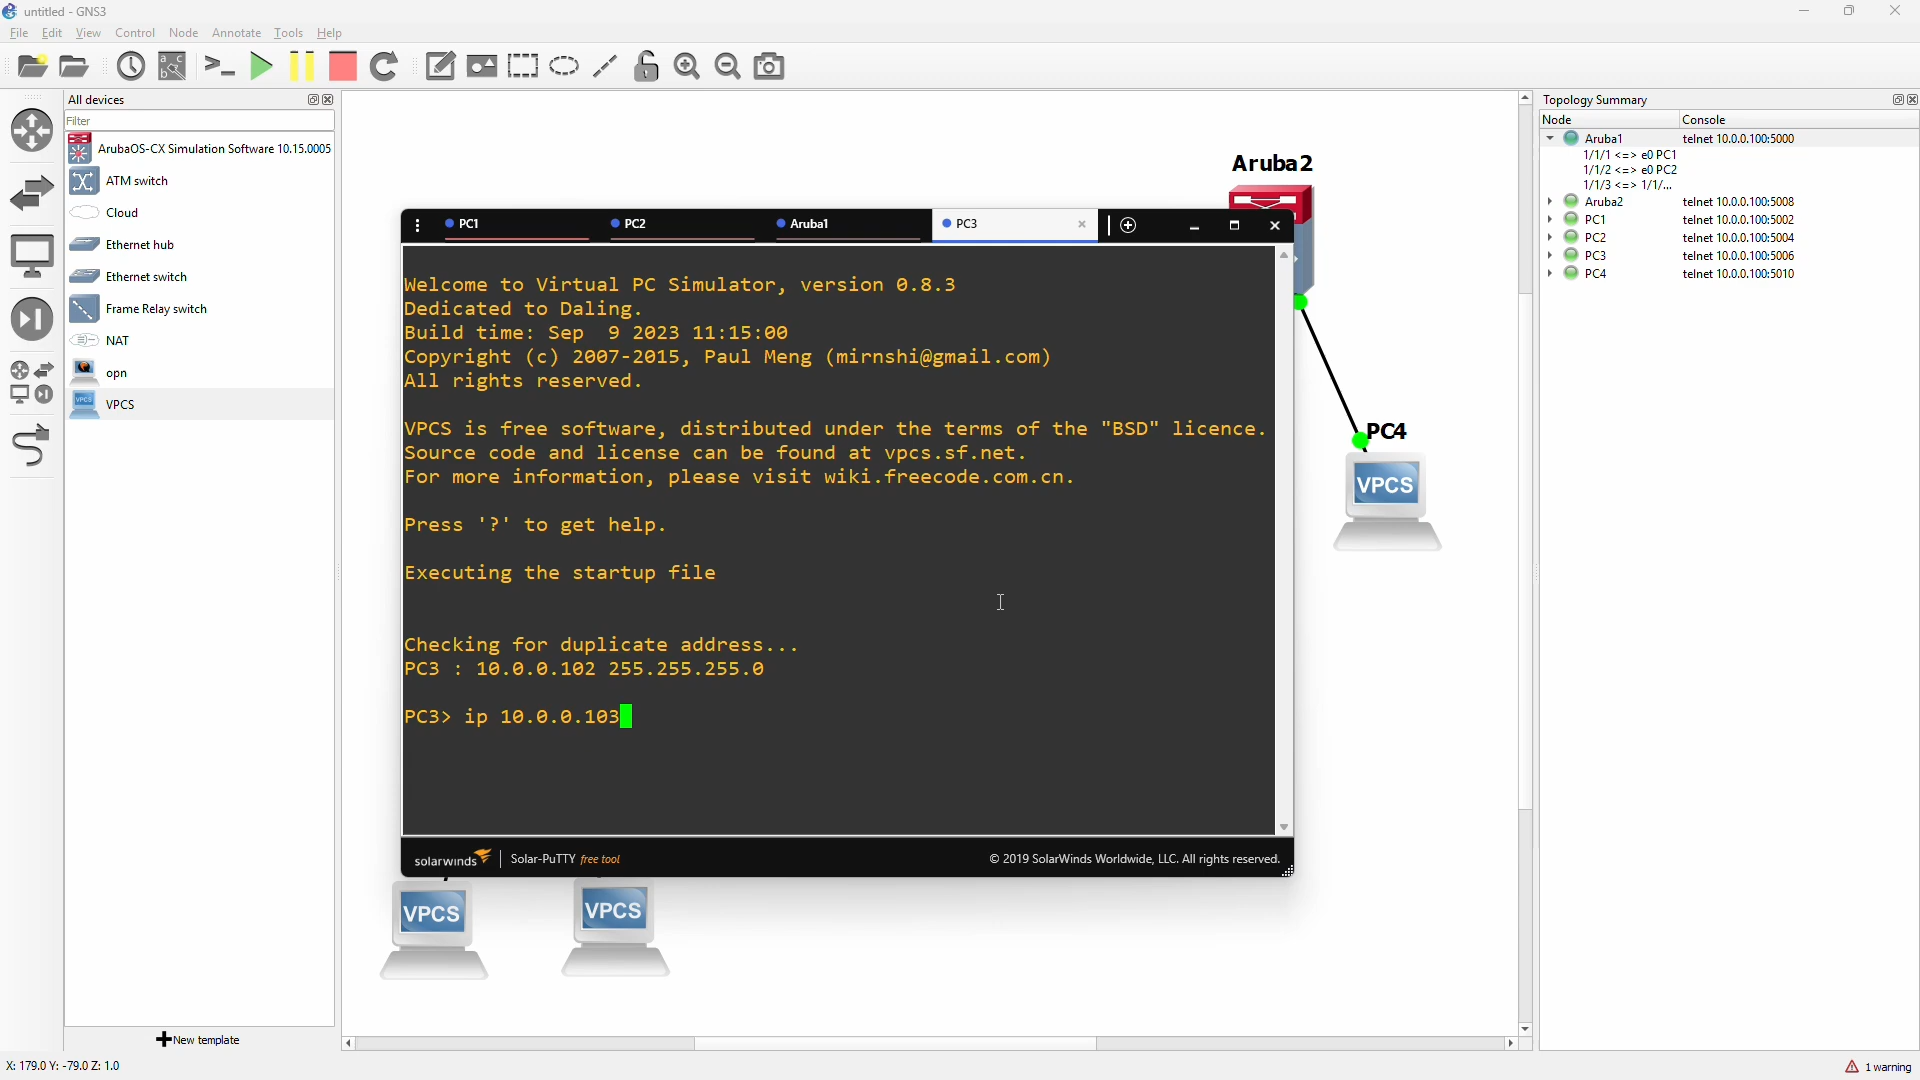 untitled - GNS3
File Edit View Control Node Annotate Tools Help
All devices
Filter
ArubaOS-CX Simulation Software 10.15.0005
ATM switch
Cloud
Ethernet hub
Ethernet switch
Frame Relay switch
NAT
opn
VPCS
VPCS
New template
Aruba2
PC1
PC2
Aruba1
PC3
Welcome to Virtual PC Simulator, version 0.8.3
Dedicated to Daling.
Build time: Sep 9 2023 11:15:00
Copyright (c) 2007-2015, Paul Meng (mirnshi@gmail.com)
All rights reserved.
VPCS is free software, distributed under the terms of the "BSD" licence.
Source code and license can be found at vpcs.sf.net.
For more information, please visit wiki.freecode.com.cn.
Press '?' to get help.
Executing the startup file
Checking for duplicate address...
PC3 : 10.0.0.102 255.255.255.0
PC3> ip 10.0.0.103
solarwinds
Solar-PuTTY free tool
© 2019 SolarWinds Worldwide, LLC. All rights reserved.
PC4
VPCS
VPCS
VPCS
Topology Summary
Node Console
Aruba1 telnet 10.0.0.100:5000
1/1/1 <=> e0 PC1
1/1/2 <=> e0 PC2
1/1/3 <=> 1/1/...
Aruba2 telnet 10.0.0.100:5008
PC1 telnet 10.0.0.100:5002
PC2 telnet 10.0.0.100:5004
PC3 telnet 10.0.0.100:5006
PC4 telnet 10.0.0.100:5010
X: 179.0 Y: -79.0 Z: 1.0
1 warning